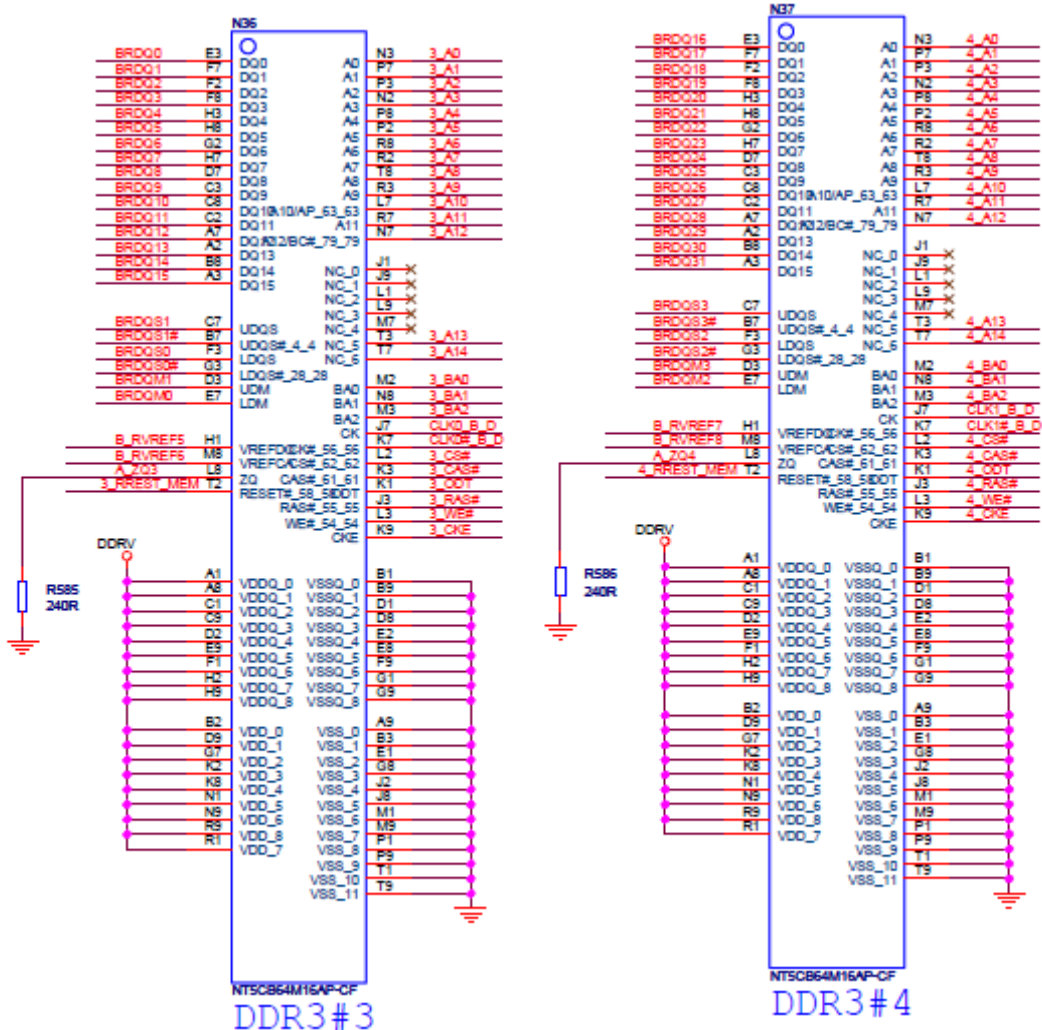 N36
BRDQ0 E3 DQ0 A0 N3 3_A0
BRDQ1 F7 DQ1 A1 P7 3_A1
BRDQ2 F2 DQ2 A2 P3 3_A2
BRDQ3 F8 DQ3 A3 N2 3_A3
BRDQ4 H3 DQ4 A4 P8 3_A4
BRDQ5 H8 DQ5 A5 P2 3_A5
BRDQ6 G2 DQ6 A6 R8 3_A6
BRDQ7 H7 DQ7 A7 R2 3_A7
BRDQ8 D7 DQ8 A8 T8 3_A8
BRDQ9 C3 DQ9 A9 R3 3_A9
BRDQ10 C8 DQ10 A10/AP_63_63 L7 3_A10
BRDQ11 C2 DQ11 A11 R7 3_A11
BRDQ12 A7 DQ12 A12/BC#_79_79 N7 3_A12
BRDQ13 A2 DQ13
BRDQ14 B8 DQ14 NC_0 J1
BRDQ15 A3 DQ15 NC_1 J9
NC_2 L1
NC_3 L9
BRDQS1 C7 UDQS NC_4 M7
BRDQS1# B7 UDQS#_4_4 NC_5 T3 3_A13
BRDQS0 F3 LDQS NC_6 T7 3_A14
BRDQS0# G3 LDQS#_28_28
BRDQM1 D3 UDM BA0 M2 3_BA0
BRDQM0 E7 LDM BA1 N8 3_BA1
BA2 M3 3_BA2
CK J7 CLK0_B_D
B_RVREF5 H1 VREFDQ CK#_56_56 K7 CLK0#_B_D
B_RVREF6 M8 VREFCA CS#_62_62 L2 3_CS#
A_ZQ3 L8 ZQ CAS#_61_61 K3 3_CAS#
3_RREST_MEM T2 RESET#_58_58 ODT K1 3_ODT
RAS#_55_55 J3 3_RAS#
WE#_54_54 L3 3_WE#
CKE K9 3_CKE
DDRV
R585
240R
A1 VDDQ_0 VSSQ_0 B1
A8 VDDQ_1 VSSQ_1 B9
C1 VDDQ_2 VSSQ_2 D1
C9 VDDQ_3 VSSQ_3 D8
D2 VDDQ_4 VSSQ_4 E2
E9 VDDQ_5 VSSQ_5 E8
F1 VDDQ_6 VSSQ_6 F9
H2 VDDQ_7 VSSQ_7 G1
H9 VDDQ_8 VSSQ_8 G9
B2 VDD_0 VSS_0 A9
D9 VDD_1 VSS_1 B3
G7 VDD_2 VSS_2 E1
K2 VDD_3 VSS_3 G8
K8 VDD_4 VSS_4 J2
N1 VDD_5 VSS_5 J8
N9 VDD_6 VSS_6 M1
R9 VDD_8 VSS_7 M9
R1 VDD_7 VSS_8 P1
VSS_9 P9
VSS_10 T1
VSS_11 T9
NT5CB64M16AP-CF
DDR3#3
N37
BRDQ16 E3 DQ0 A0 N3 4_A0
BRDQ17 F7 DQ1 A1 P7 4_A1
BRDQ18 F2 DQ2 A2 P3 4_A2
BRDQ19 F8 DQ3 A3 N2 4_A3
BRDQ20 H3 DQ4 A4 P8 4_A4
BRDQ21 H8 DQ5 A5 P2 4_A5
BRDQ22 G2 DQ6 A6 R8 4_A6
BRDQ23 H7 DQ7 A7 R2 4_A7
BRDQ24 D7 DQ8 A8 T8 4_A8
BRDQ25 C3 DQ9 A9 R3 4_A9
BRDQ26 C8 DQ10 A10/AP_63_63 L7 4_A10
BRDQ27 C2 DQ11 A11 R7 4_A11
BRDQ28 A7 DQ12 A12/BC#_79_79 N7 4_A12
BRDQ29 A2 DQ13
BRDQ30 B8 DQ14 NC_0 J1
BRDQ31 A3 DQ15 NC_1 J9
NC_2 L1
NC_3 L9
BRDQS3 C7 UDQS NC_4 M7
BRDQS3# B7 UDQS#_4_4 NC_5 T3 4_A13
BRDQS2 F3 LDQS NC_6 T7 4_A14
BRDQS2# G3 LDQS#_28_28
BRDQM3 D3 UDM BA0 M2 4_BA0
BRDQM2 E7 LDM BA1 N8 4_BA1
BA2 M3 4_BA2
CK J7 CLK1_B_D
B_RVREF7 H1 VREFDQ CK#_56_56 K7 CLK1#_B_D
B_RVREF8 M8 VREFCA CS#_62_62 L2 4_CS#
A_ZQ4 L8 ZQ CAS#_61_61 K3 4_CAS#
4_RREST_MEM T2 RESET#_58_58 ODT K1 4_ODT
RAS#_55_55 J3 4_RAS#
WE#_54_54 L3 4_WE#
CKE K9 4_CKE
DDRV
R586
240R
A1 VDDQ_0 VSSQ_0 B1
A8 VDDQ_1 VSSQ_1 B9
C1 VDDQ_2 VSSQ_2 D1
C9 VDDQ_3 VSSQ_3 D8
D2 VDDQ_4 VSSQ_4 E2
E9 VDDQ_5 VSSQ_5 E8
F1 VDDQ_6 VSSQ_6 F9
H2 VDDQ_7 VSSQ_7 G1
H9 VDDQ_8 VSSQ_8 G9
B2 VDD_0 VSS_0 A9
D9 VDD_1 VSS_1 B3
G7 VDD_2 VSS_2 E1
K2 VDD_3 VSS_3 G8
K8 VDD_4 VSS_4 J2
N1 VDD_5 VSS_5 J8
N9 VDD_6 VSS_6 M1
R9 VDD_8 VSS_7 M9
R1 VDD_7 VSS_8 P1
VSS_9 P9
VSS_10 T1
VSS_11 T9
NT5CB64M16AP-CF
DDR3#4